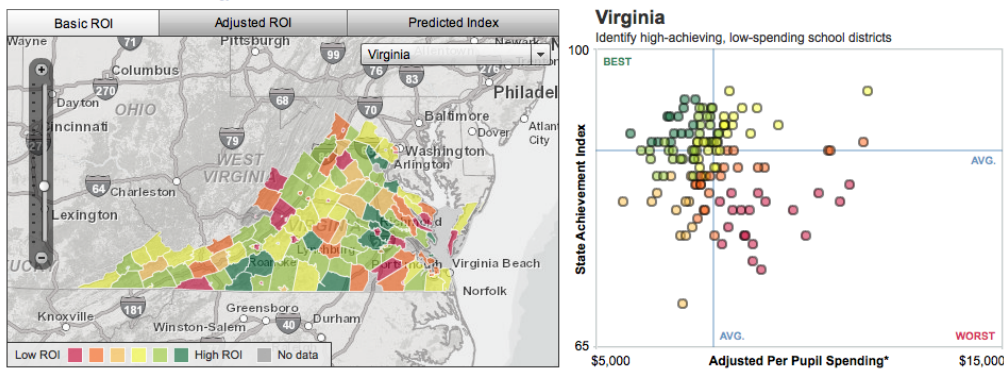 Basic ROI
Adjusted ROI
Predicted Index
Virginia
Wayne
71
Pittsburgh
99
Newark
Columbus
76
83
276
270
Dayton
OHIO
68
70
Philadel
Cincinnati
Baltimore
Dover
Atlant
City
79
WEST
VIRGINIA
Washington
Arlington
64
Charleston
Lexington
VIRGINIA
Lynchburg
Roanoke
Portsmouth
Virginia Beach
Norfolk
181
Knoxville
Greensboro
Winston-Salem
40
Durham
Low ROI
High ROI
No data
Virginia
Identify high-achieving, low-spending school districts
100
BEST
AVG.
State Achievement Index
AVG.
WORST
65
$5,000
Adjusted Per Pupil Spending*
$15,000